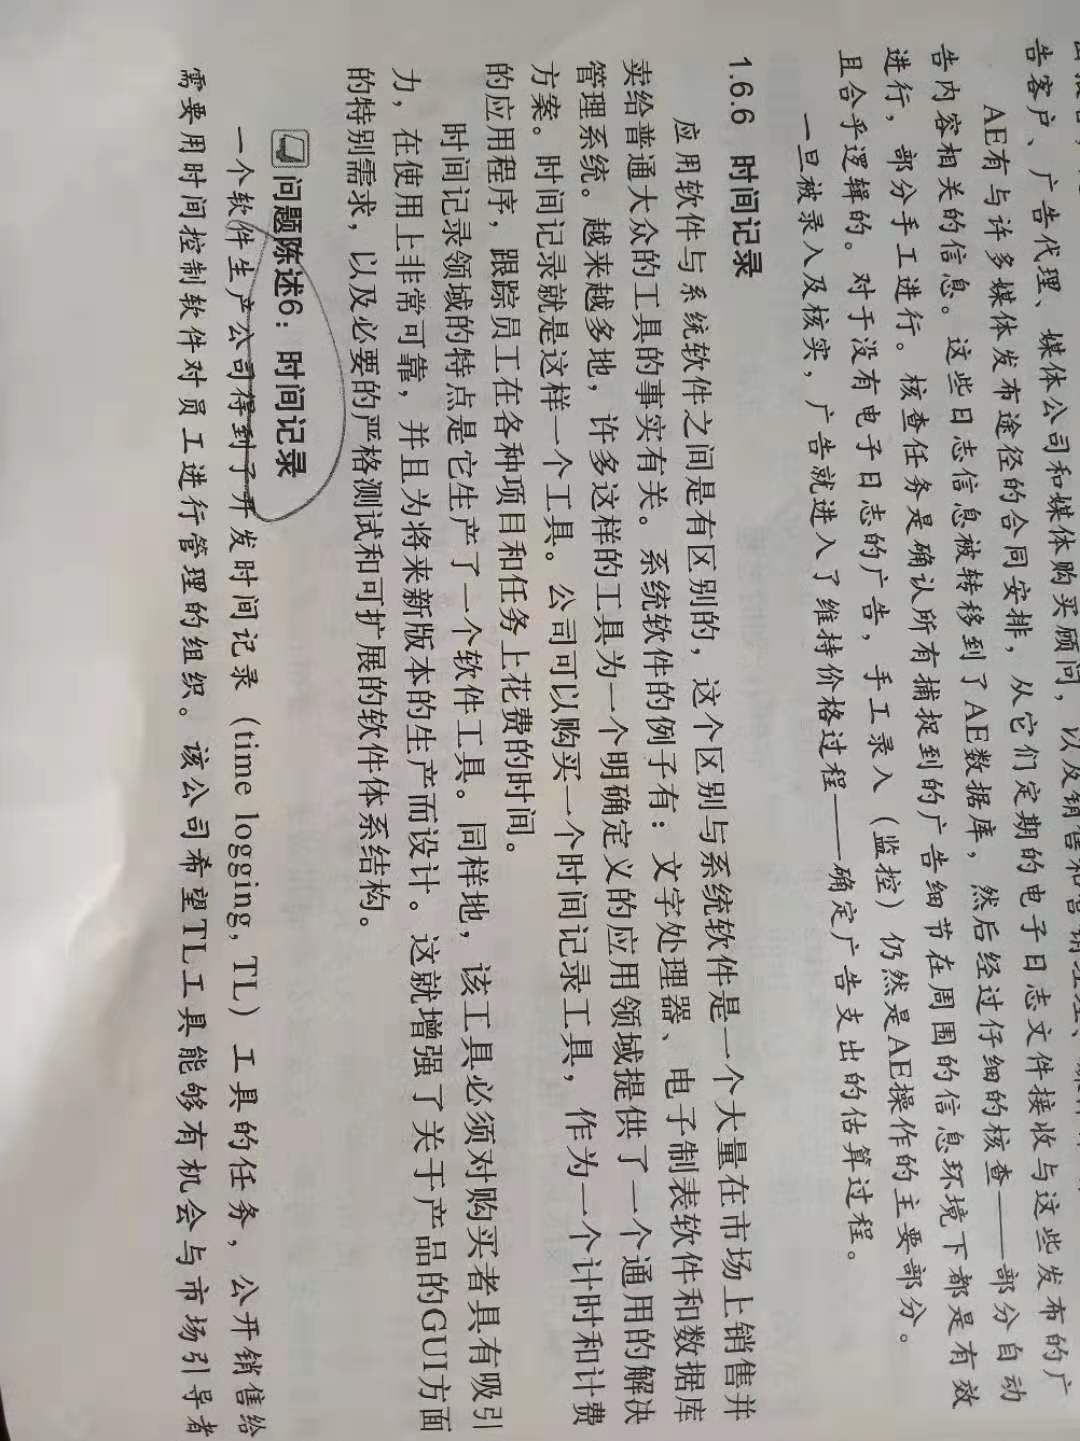 告客户、广告代理、媒体公司和媒体购买顾问，以及销售和营销经理、
AE有与许多媒体发布途径的合同安排，从它们定期的电子日志文件接收与这些发布的广
告内容相关的信息。这些日志信息被转移到了AE数据库，然后经过仔细的核查——部分自动
进行，部分手工进行。核查任务是确认所有捕捉到的广告细节在周围的信息环境下都是有效
且合乎逻辑的。对于没有电子日志的广告，手工录入（监控）仍然是AE操作的主要部分。
一旦被录入及核实，广告就进入了维持价格过程——确定广告支出的估算过程。
1.6.6 时间记录
应用软件与系统软件之间是有区别的，这个区别与系统软件是一个大量在市场上销售并
卖给普通大众的工具的事实有关。系统软件的例子有：文字处理器、电子制表软件和数据库
管理系统。越来越多地，许多这样的工具为一个明确定义的应用领域提供了一个通用的解决
方案。时间记录就是这样一个工具。公司可以购买一个时间记录工具，作为一个计时和计费
的应用程序，跟踪员工在各种项目和任务上花费的时间。
时间记录领域的特点是它生产了一个软件工具。同样地，该工具必须对购买者具有吸引
力，在使用上非常可靠，并且为将来新版本的生产而设计。这就增强了关于产品的GUI方面
的特别需求，以及必要的严格测试和可扩展的软件体系结构。
问题陈述6：时间记录
一个软件生产公司得到了开发时间记录（time logging, TL）工具的任务，公开销售给
需要用时间控制软件对员工进行管理的组织。该公司希望TL工具能够有机会与市场引导者